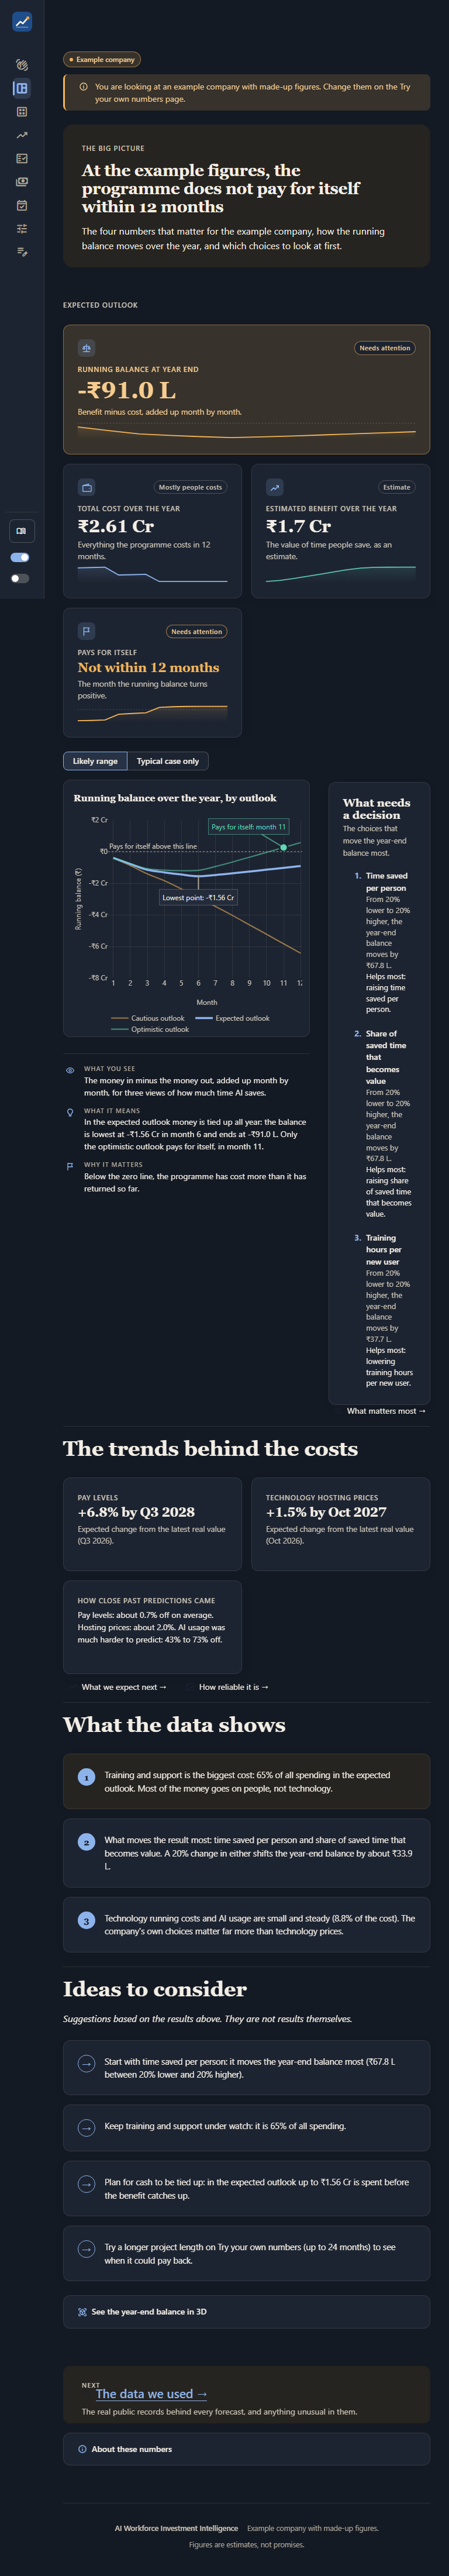 Example company
You are looking at an example company with made-up figures. Change them on the Try
your own numbers page.
THE BIG PICTURE
At the example figures, the
programme does not pay for itself
within 12 months
The four numbers that matter for the example company, how the running
balance moves over the year, and which choices to look at first.
EXPECTED OUTLOOK
Needs attention
RUNNING BALANCE AT YEAR END
-₹91.0 L
Benefit minus cost, added up month by month.
Mostly people costs
TOTAL COST OVER THE YEAR
₹2.61 Cr
Everything the programme costs in 12
months.
Estimate
ESTIMATED BENEFIT OVER THE YEAR
₹1.7 Cr
The value of time people save, as an
estimate.
Needs attention
PAYS FOR ITSELF
Not within 12 months
The month the running balance turns
positive.
Likely range
Typical case only
Running balance over the year, by outlook
₹2 Cr
Pays for itself: month 11
Pays for itself above this line
₹0
-₹2 Cr
Lowest point: -₹1.56 Cr
-₹4 Cr
-₹6 Cr
-₹8 Cr
Running balance (₹)
1 2 3 4 5 6 7 8 9 10 11 12
Month
Cautious outlook
Expected outlook
Optimistic outlook
WHAT YOU SEE
The money in minus the money out, added up month by
month, for three views of how much time AI saves.
WHAT IT MEANS
In the expected outlook money is tied up all year: the balance
is lowest at -₹1.56 Cr in month 6 and ends at -₹91.0 L. Only
the optimistic outlook pays for itself, in month 11.
WHY IT MATTERS
Below the zero line, the programme has cost more than it has
returned so far.
What needs
a decision
The choices that
move the year-end
balance most.
1. Time saved
per person
From 20%
lower to 20%
higher, the
year-end
balance
moves by
₹67.8 L.
Helps most:
raising time
saved per
person.
2. Share of
saved time
that
becomes
value
From 20%
lower to 20%
higher, the
year-end
balance
moves by
₹67.8 L.
Helps most:
raising share
of saved time
that becomes
value.
3. Training
hours per
new user
From 20%
lower to 20%
higher, the
year-end
balance
moves by
₹37.7 L.
Helps most:
lowering
training hours
per new user.
What matters most →
The trends behind the costs
PAY LEVELS
+6.8% by Q3 2028
Expected change from the latest real value
(Q3 2026).
TECHNOLOGY HOSTING PRICES
+1.5% by Oct 2027
Expected change from the latest real value
(Oct 2026).
HOW CLOSE PAST PREDICTIONS CAME
Pay levels: about 0.7% off on average.
Hosting prices: about 2.0%. AI usage was
much harder to predict: 43% to 73% off.
What we expect next →
How reliable it is →
What the data shows
1
Training and support is the biggest cost: 65% of all spending in the expected
outlook. Most of the money goes on people, not technology.
2
What moves the result most: time saved per person and share of saved time that
becomes value. A 20% change in either shifts the year-end balance by about ₹33.9
L.
3
Technology running costs and AI usage are small and steady (8.8% of the cost). The
company's own choices matter far more than technology prices.
Ideas to consider
Suggestions based on the results above. They are not results themselves.
→ Start with time saved per person: it moves the year-end balance most (₹67.8 L
between 20% lower and 20% higher).
→ Keep training and support under watch: it is 65% of all spending.
→ Plan for cash to be tied up: in the expected outlook up to ₹1.56 Cr is spent before
the benefit catches up.
→ Try a longer project length on Try your own numbers (up to 24 months) to see
when it could pay back.
See the year-end balance in 3D
NEXT
The data we used →
The real public records behind every forecast, and anything unusual in them.
About these numbers
AI Workforce Investment Intelligence Example company with made-up figures.
Figures are estimates, not promises.